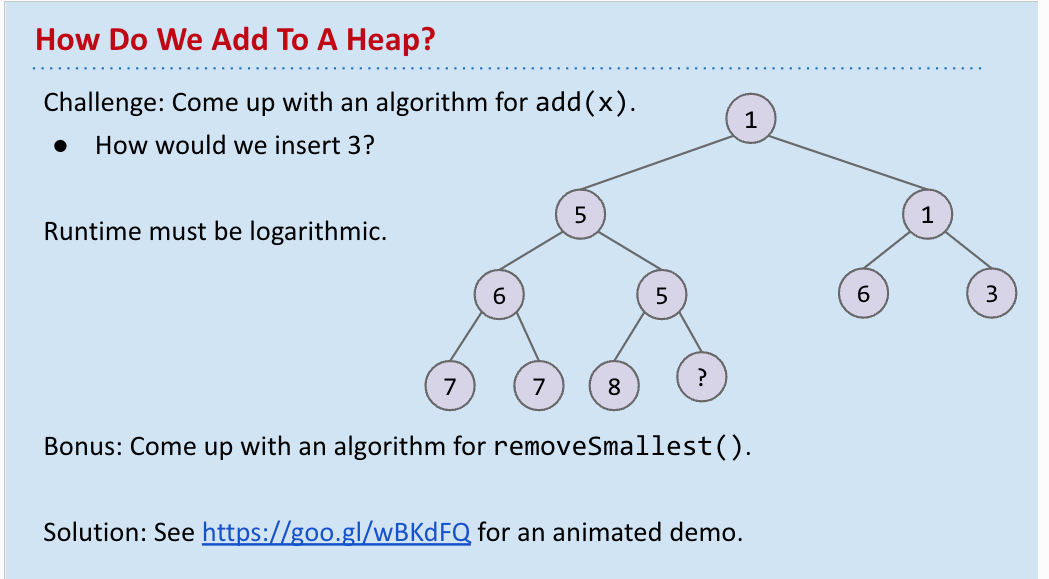 How Do We Add To A Heap?
Challenge: Come up with an algorithm for add(x).
● How would we insert 3?
Runtime must be logarithmic.
1
5 1
6 5 6 3
7 7 8 ?
Bonus: Come up with an algorithm for removeSmallest().
Solution: See https://goo.gl/wBKdFQ for an animated demo.